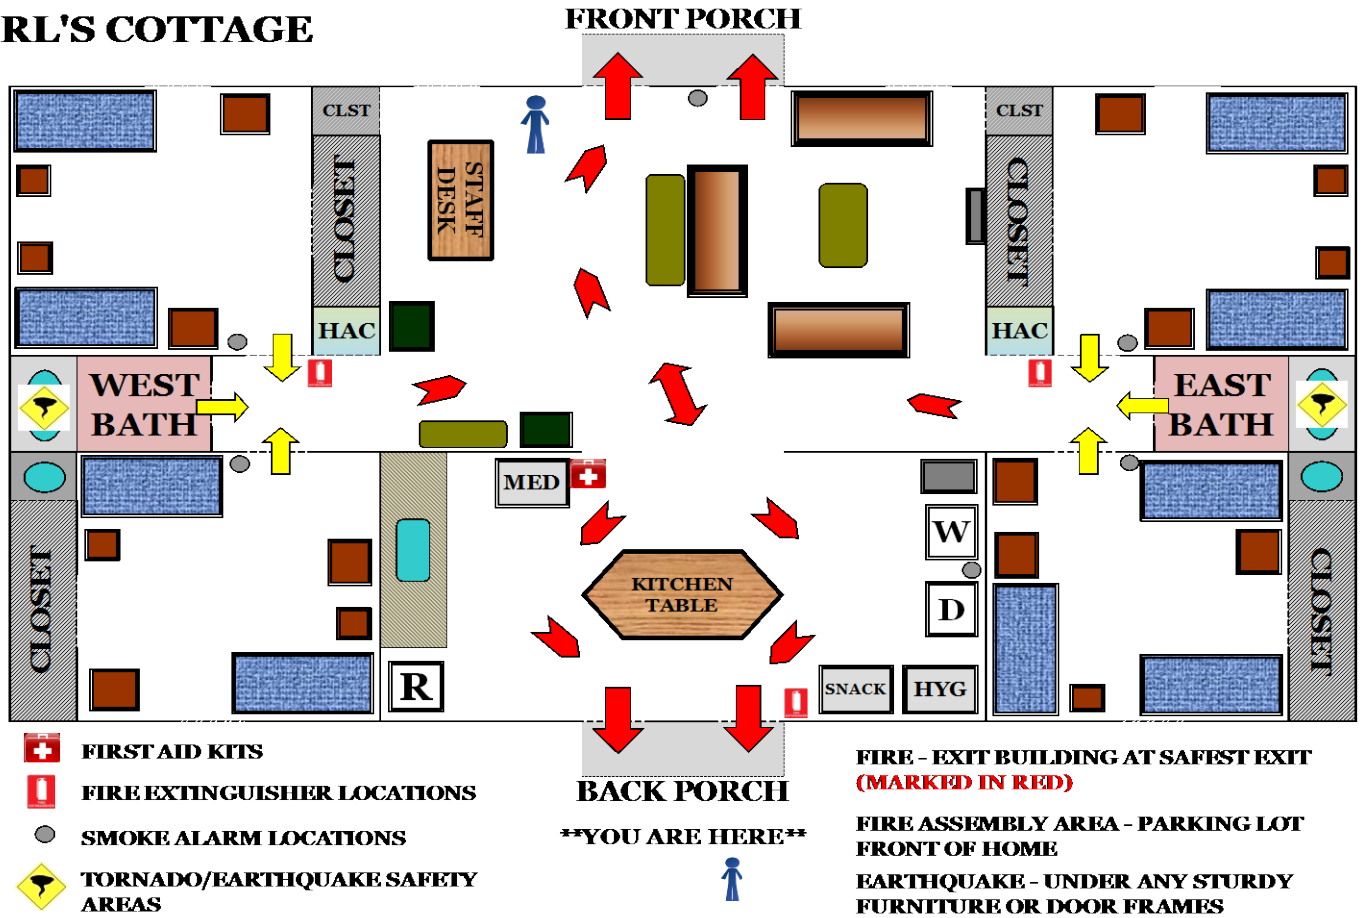 RL'S COTTAGE
FRONT PORCH
CLST
CLST
CLOSET
STAFF
DESK
CLOSET
HAC
HAC
WEST
BATH
EAST
BATH
MED
W
KITCHEN
TABLE
D
CLOSET
CLOSET
R
SNACK
HYG
BACK PORCH
**YOU ARE HERE**
FIRST AID KITS
FIRE EXTINGUISHER LOCATIONS
SMOKE ALARM LOCATIONS
TORNADO/EARTHQUAKE SAFETY
AREAS
FIRE - EXIT BUILDING AT SAFEST EXIT
(MARKED IN RED)
FIRE ASSEMBLY AREA - PARKING LOT
FRONT OF HOME
EARTHQUAKE - UNDER ANY STURDY
FURNITURE OR DOOR FRAMES